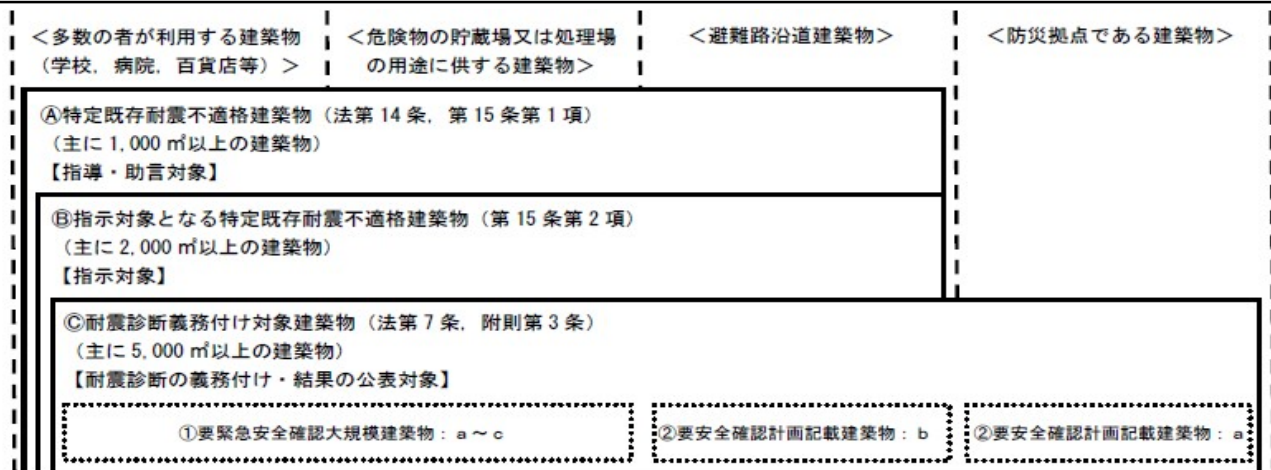 <多数の者が利用する建築物
(学校，病院，百貨店等)>
<危険物の貯蔵場又は処理場
の用途に供する建築物>
<避難路沿道建築物>
<防災拠点である建築物>
Ⓐ特定既存耐震不適格建築物（法第14条，第15条第1項）
（主に1,000㎡以上の建築物）
【指導・助言対象】
Ⓑ指示対象となる特定既存耐震不適格建築物（第15条第2項）
（主に2,000㎡以上の建築物）
【指示対象】
Ⓒ耐震診断義務付け対象建築物（法第7条，附則第3条）
（主に5,000㎡以上の建築物）
【耐震診断の義務付け・結果の公表対象】
①要緊急安全確認大規模建築物：a～c
②要安全確認計画記載建築物：b
②要安全確認計画記載建築物：a